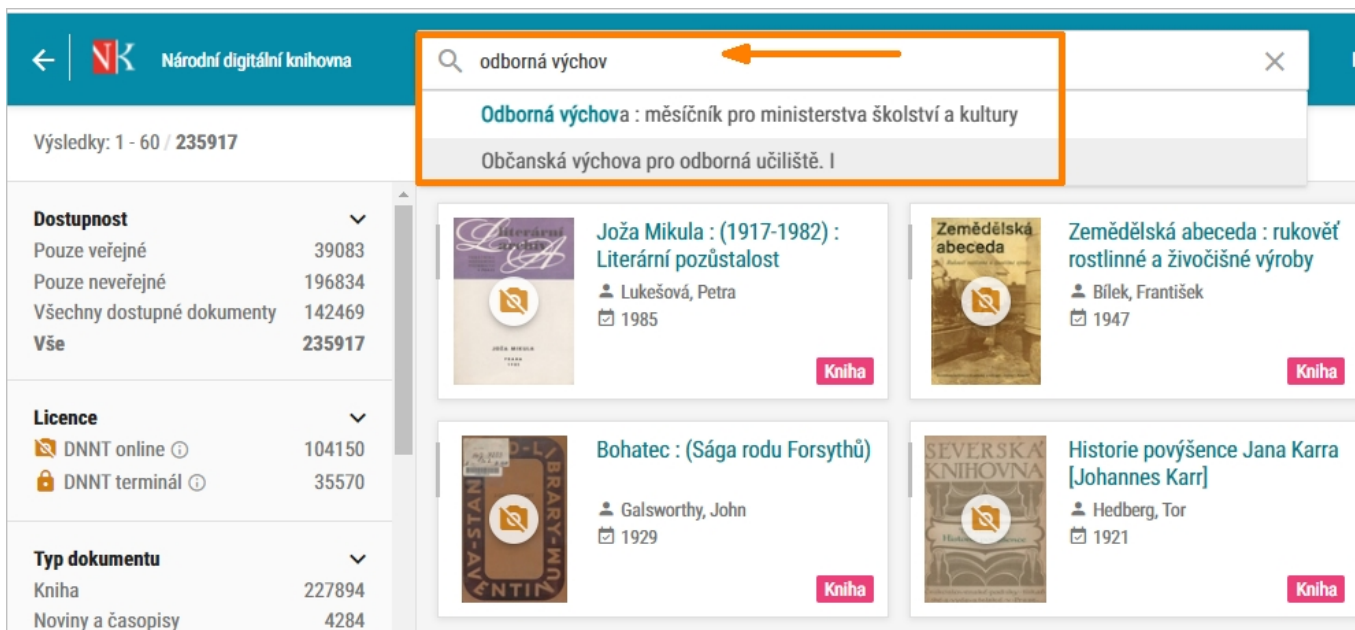 NK Národní digitální knihovna
odborná výchov
Odborná výchova : měsíčník pro ministerstva školství a kultury
Občanská výchova pro odborná učiliště. I
Výsledky: 1 - 60 / 235917
Dostupnost
Pouze veřejné 39083
Pouze neveřejné 196834
Všechny dostupné dokumenty 142469
Vše 235917
Licence
DNNT online 104150
DNNT terminál 35570
Typ dokumentu
Kniha 227894
Noviny a časopisy 4284
Literární
archiv
JOŽA MIKULA
PRAHA
Joža Mikula : (1917-1982) :
Literární pozůstalost
Lukešová, Petra
1985
Kniha
Zemědělská
abeceda
Zemědělská abeceda : rukověť
rostlinné a živočišné výroby
Bílek, František
1947
Kniha
AVENTINUM
Bohatec : (Sága rodu Forsythů)
Galsworthy, John
1929
Kniha
SEVERSKÁ
KNIHOVNA
Historie povýšence Jana Karra
[Johannes Karr]
Hedberg, Tor
1921
Kniha